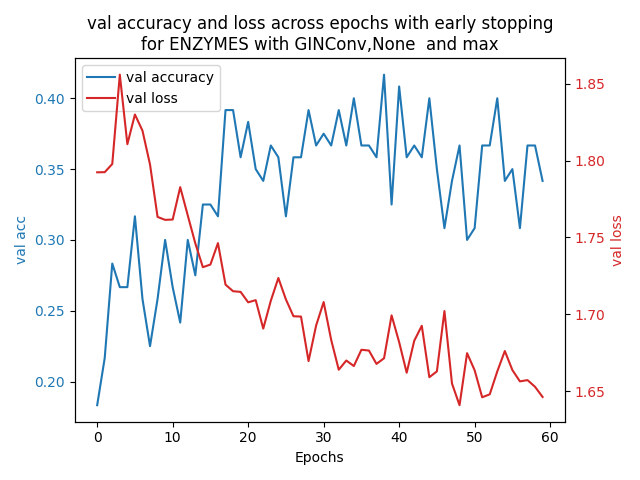 val accuracy and loss across epochs with early stopping
for ENZYMES with GINConv,None  and max
val accuracy
val loss
0.40
0.35
0.30
0.25
0.20
val acc
1.85
1.80
1.75
1.70
1.65
val loss
0 10 20 30 40 50 60
Epochs